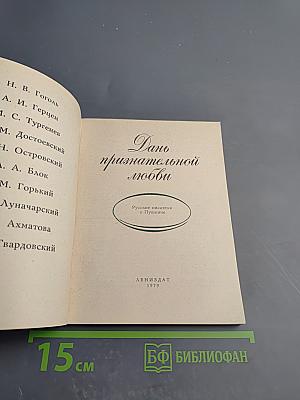 Н. В. Гоголь
А. И. Герцен
С. Тургенев
М. Достоевский
Н. Островский
А. А. Блок
М. Горький
Луначарский
Ахматова
Твардовский
Дань
признательной
любви
Русские писатели
о Пушкине
ЛЕНИЗДАТ
1979
15 см
БФ БИБЛИОФАН